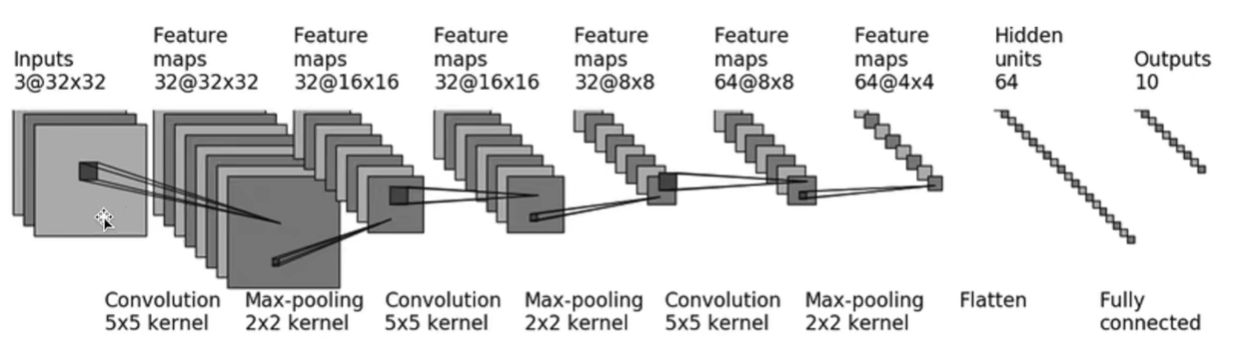 Inputs
3@32x32
Feature
maps
32@32x32
Feature
maps
32@16x16
Feature
maps
32@16x16
Feature
maps
32@8x8
Feature
maps
64@8x8
Feature
maps
64@4x4
Hidden
units
64
Outputs
10
Convolution
5x5 kernel
Max-pooling
2x2 kernel
Convolution
5x5 kernel
Max-pooling
2x2 kernel
Convolution
5x5 kernel
Max-pooling
2x2 kernel
Flatten
Fully
connected